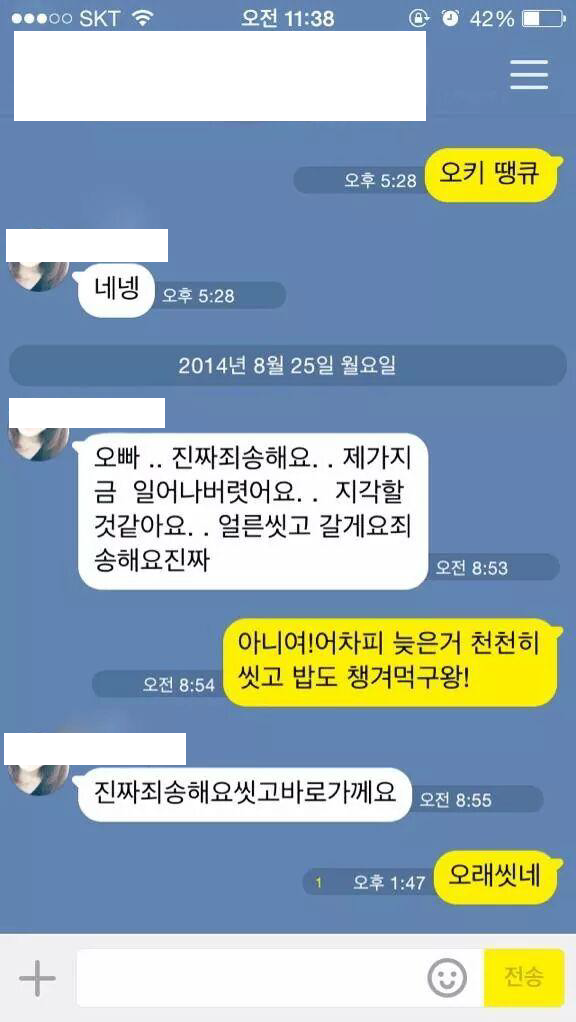 SKT 오전 11:38 42%
오후 5:28 오키 땡큐
네넹 오후 5:28
2014년 8월 25일 월요일
오빠 .. 진짜죄송해요. . 제가지
금 일어나버렷어요. . 지각할
것같아요. . 얼른씻고 갈게요죄
송해요진짜
오전 8:53
아니여!어차피 늦은거 천천히
씻고 밥도 챙겨먹구왕!
오전 8:54
진짜죄송해요씻고바로가께요 오전 8:55
1 오후 1:47 오래씻네
전송